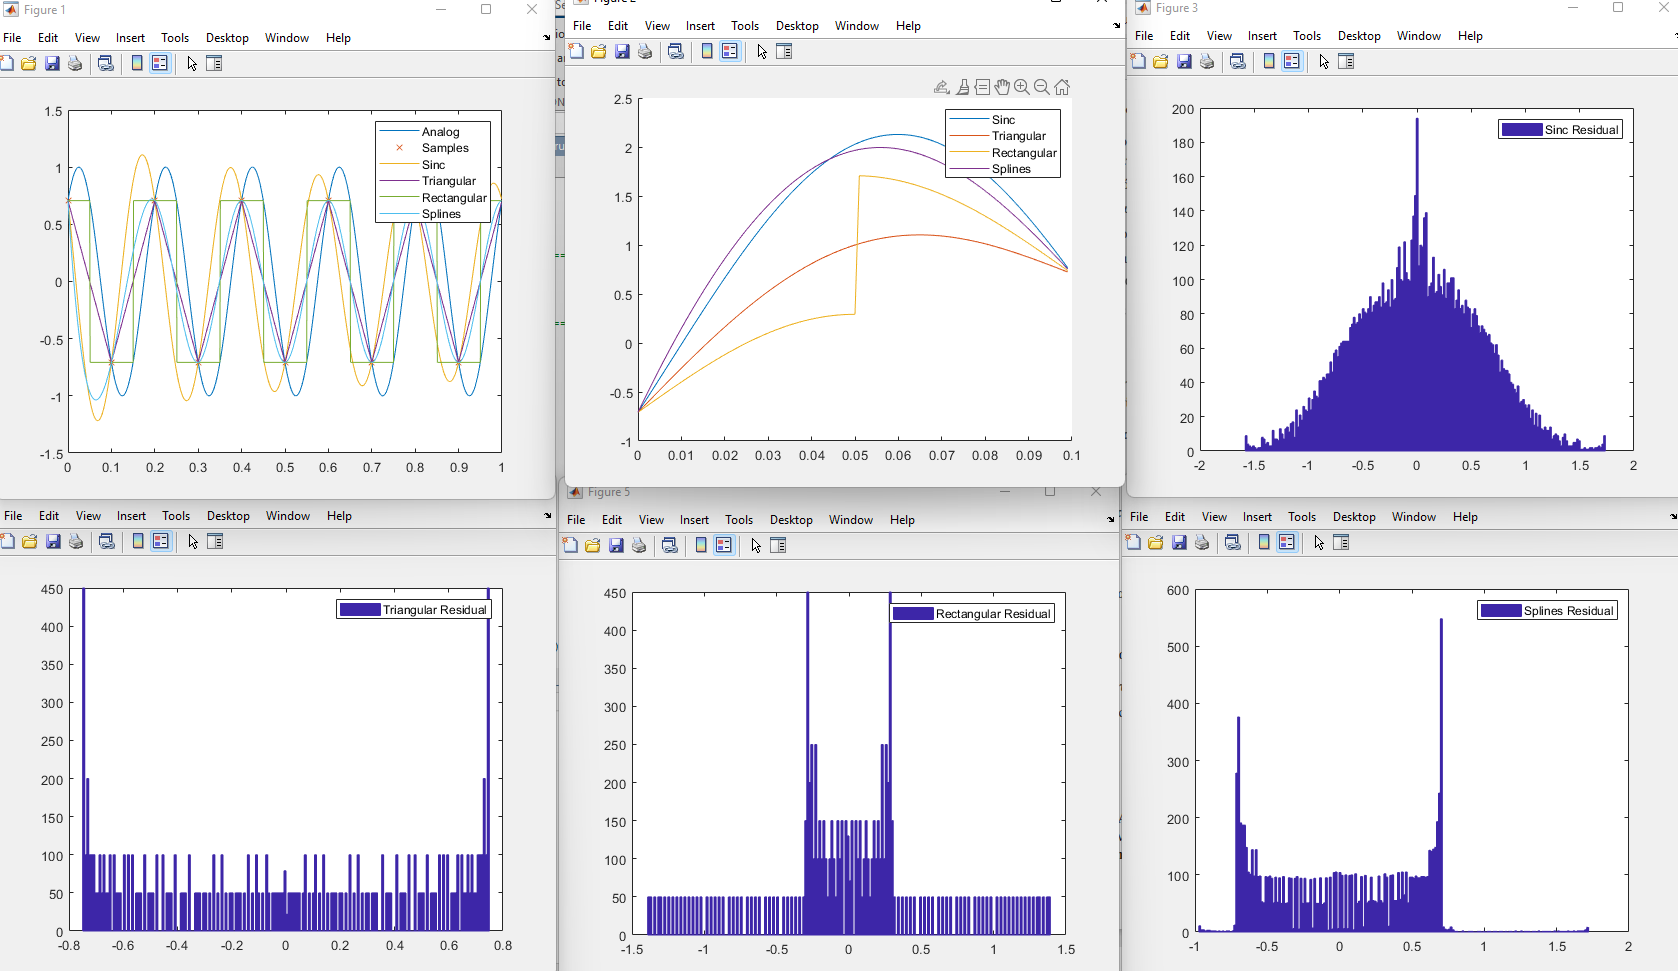 Figure 1
File Edit View Insert Tools Desktop Window Help
1.5
1
0.5
0
-0.5
-1
-1.5
0 0.1 0.2 0.3 0.4 0.5 0.6 0.7 0.8 0.9 1
Analog
Samples
Sinc
Triangular
Rectangular
Splines
Figure 2
File Edit View Insert Tools Desktop Window Help
2.5
2
1.5
1
0.5
0
-0.5
-1
0 0.01 0.02 0.03 0.04 0.05 0.06 0.07 0.08 0.09 0.1
Sinc
Triangular
Rectangular
Splines
Figure 3
File Edit View Insert Tools Desktop Window Help
200
180
160
140
120
100
80
60
40
20
0
-2 -1.5 -1 -0.5 0 0.5 1 1.5 2
Sinc Residual
File Edit View Insert Tools Desktop Window Help
450
400
350
300
250
200
150
100
50
0
-0.8 -0.6 -0.4 -0.2 0 0.2 0.4 0.6 0.8
Triangular Residual
Figure 5
File Edit View Insert Tools Desktop Window Help
450
400
350
300
250
200
150
100
50
0
-1.5 -1 -0.5 0 0.5 1 1.5
Rectangular Residual
File Edit View Insert Tools Desktop Window Help
600
500
400
300
200
100
0
-1 -0.5 0 0.5 1 1.5 2
Splines Residual